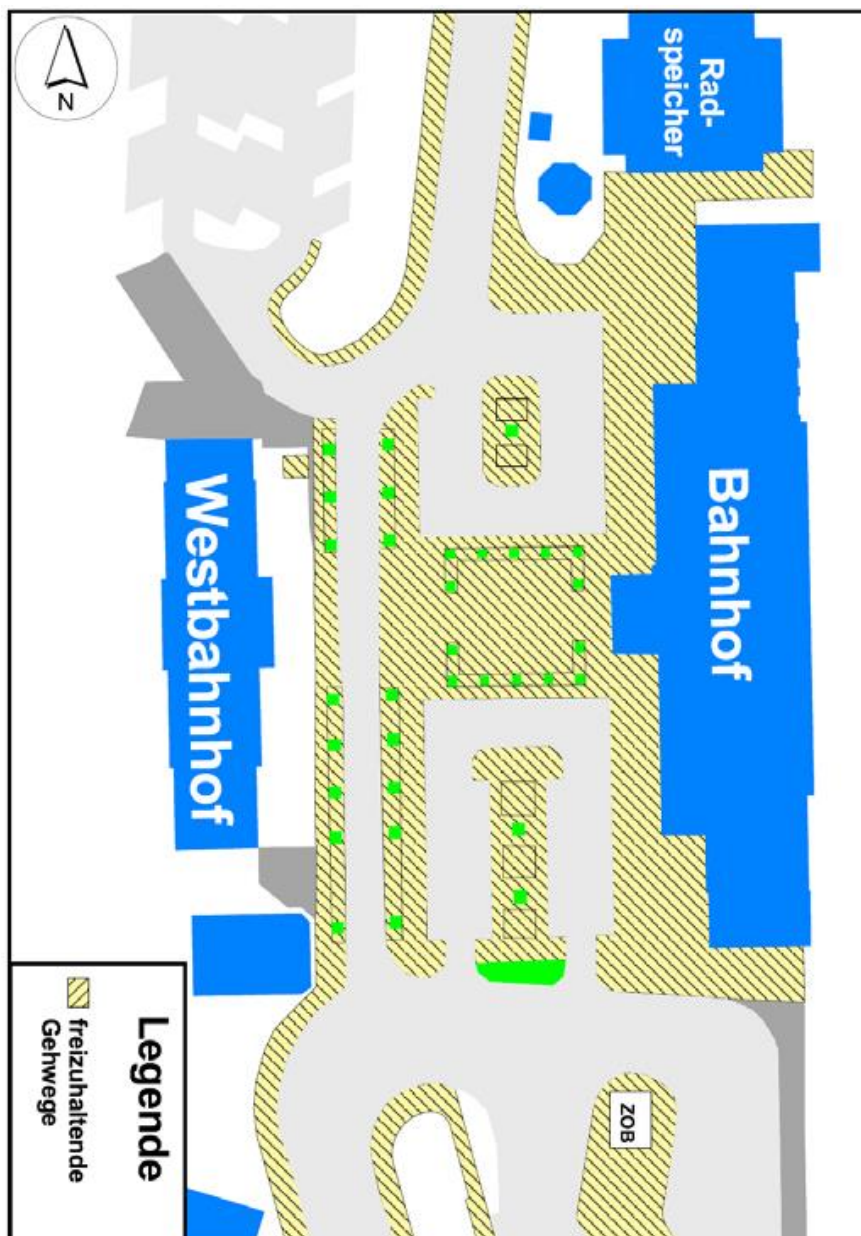 N
Rad-
speicher
Bahnhof
Westbahnhof
ZOB
Legende
freizuhaltende
Gehwege